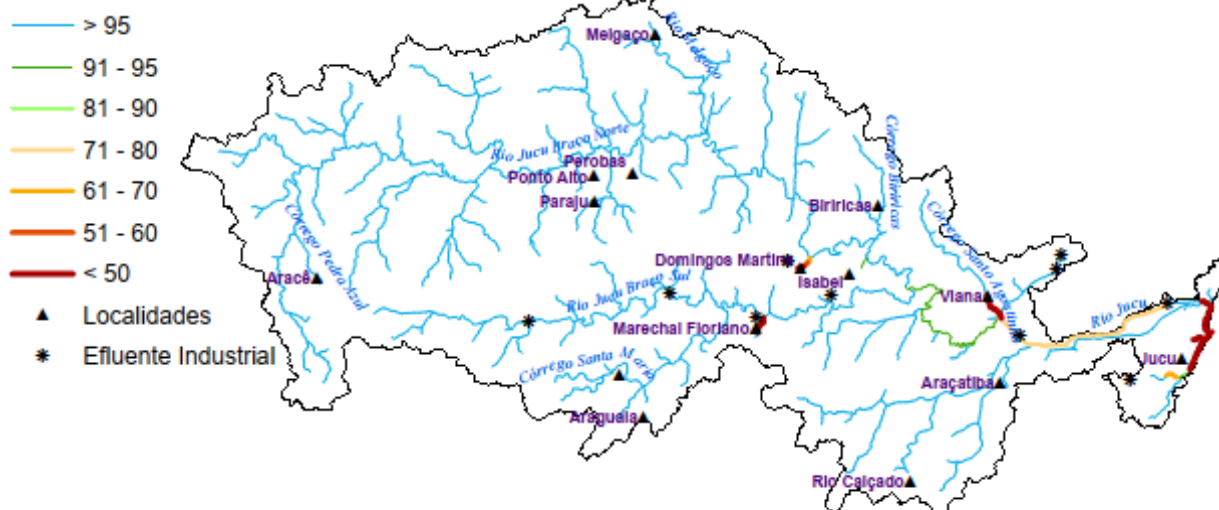 > 95
91 - 95
81 - 90
71 - 80
61 - 70
51 - 60
< 50
Localidades
Efluente Industrial
Melgaço
Rio Melgaço
Rio Jucu Braço Norte
Perobas
Ponto Alto
Paraju
Biriricas
Córrego Biriricas
Córrego Santo Agostinho
Córrego Pedra Azul
Aracê
Domingos Martins
Isabel
Rio Jucu Braço Sul
Viana
Marechal Floriano
Rio Jucu
Jucu
Córrego Santa Maria
Araguaia
Araçatiba
Rio Calçado